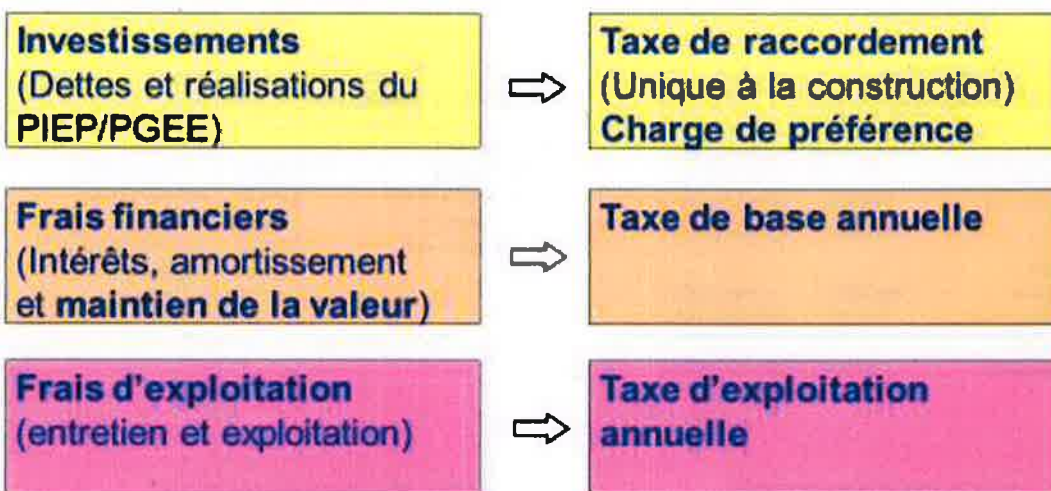 Investissements
(Dettes et réalisations du
PIEP/PGEE)
Taxe de raccordement
(Unique à la construction)
Charge de préférence
Frais financiers
(Intérêts, amortissement
et maintien de la valeur)
Taxe de base annuelle
Frais d'exploitation
(entretien et exploitation)
Taxe d'exploitation
annuelle